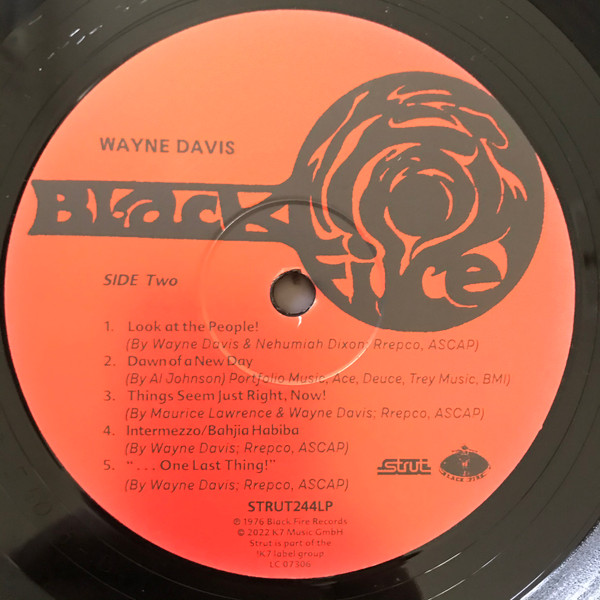 WAYNE DAVIS
Black Fire
SIDE Two
1. Look at the People!
(By Wayne Davis & Nehumiah Dixon; Rrepco, ASCAP)
2. Dawn of a New Day
(By Al Johnson) Portfolio Music, Ace, Deuce, Trey Music, BMI)
3. Things Seem Just Right, Now!
(By Maurice Lawrence & Wayne Davis; Rrepco, ASCAP)
4. Intermezzo/Bahjia Habiba
(By Wayne Davis; Rrepco, ASCAP)
5. “ . . . One Last Thing!”
(By Wayne Davis; Rrepco, ASCAP)
Strut
BLACK FIRE
STRUT244LP
℗ 1976 Black Fire Records
© 2022 K7 Music GmbH
Strut is part of the
!K7 label group
LC 07306